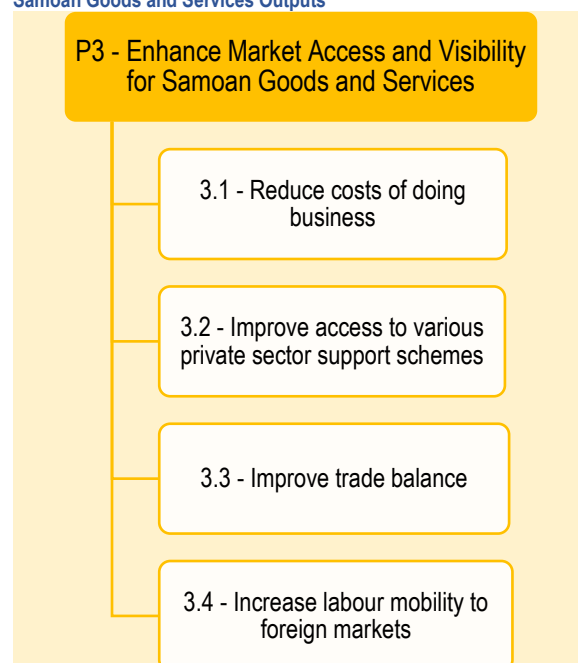 Samoan Goods and Services Outputs
P3 - Enhance Market Access and Visibility
for Samoan Goods and Services
3.1 - Reduce costs of doing
business
3.2 - Improve access to various
private sector support schemes
3.3 - Improve trade balance
3.4 - Increase labour mobility to
foreign markets